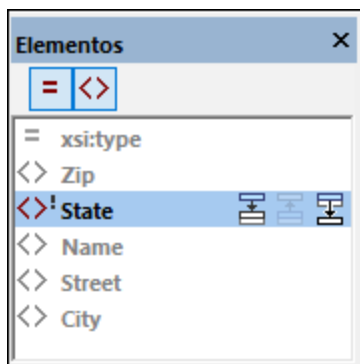 Elementos
= <>
= xsi:type
<> Zip
<>! State
<> Name
<> Street
<> City